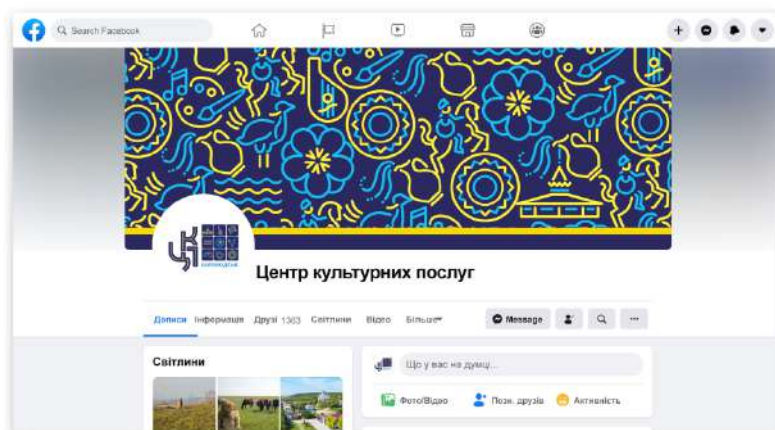 Search Facebook
Центр культурних послуг
Дописи Інформація Друзі 1363 Світлини Відео Більше
Message
Світлини
Що у вас на думці...
Фото/Відео Позн. друзів Активність